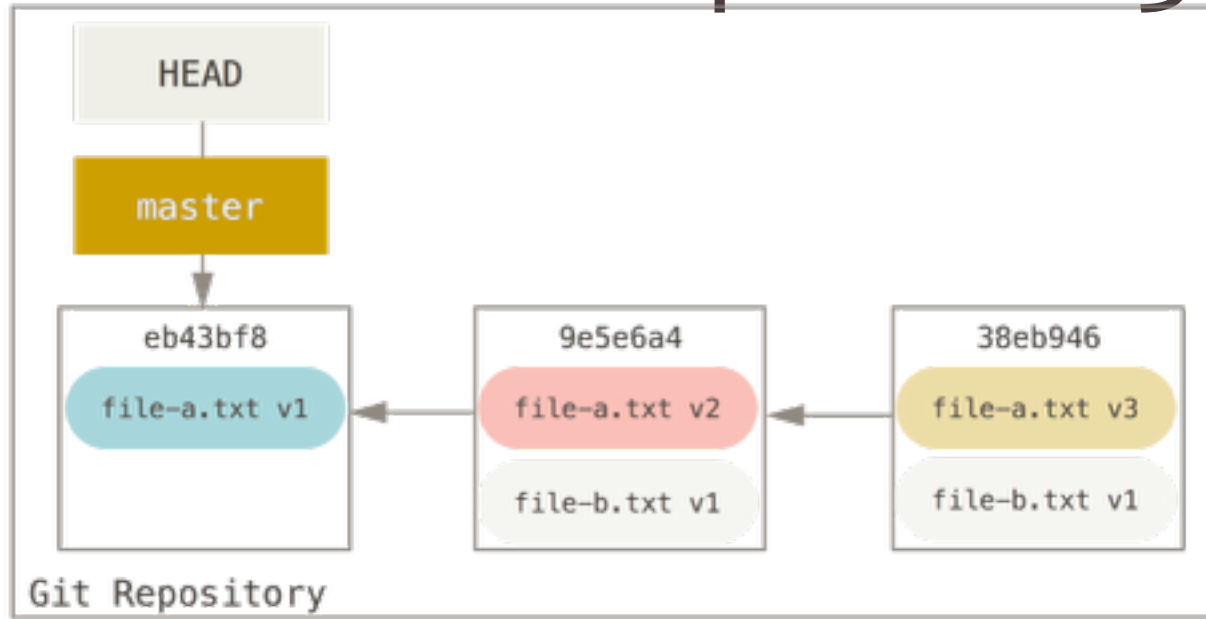 HEAD
master
eb43bf8
9e5e6a4
38eb946
file-a.txt v1
file-a.txt v2
file-a.txt v3
file-b.txt v1
file-b.txt v1
Git Repository